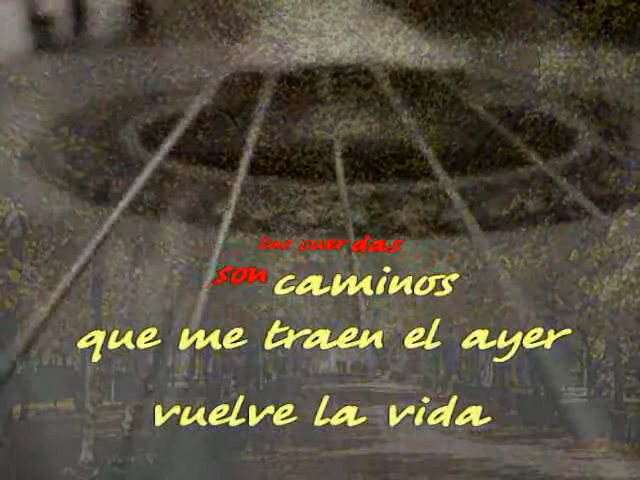 tus cuerdas
son caminos
que me traen el ayer
vuelve la vida